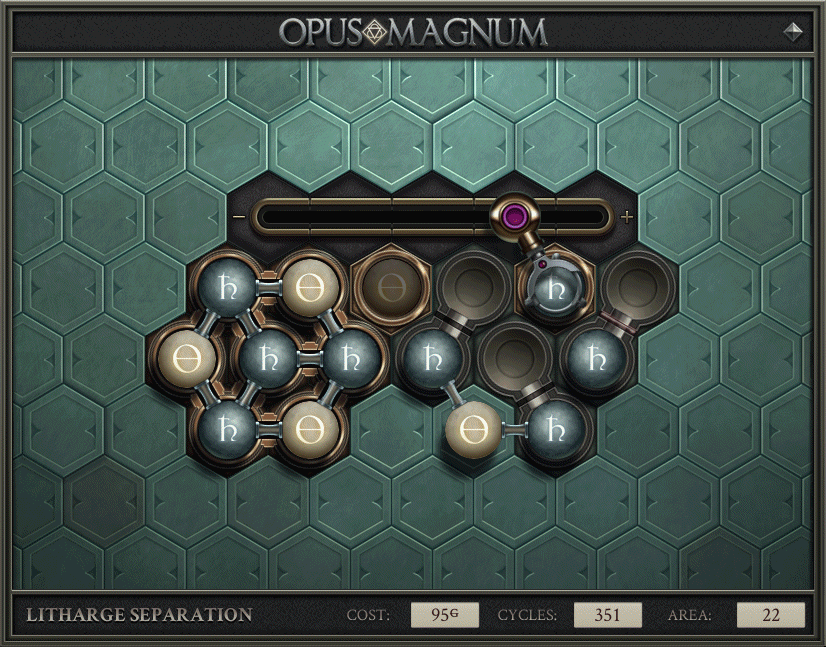 OPUS MAGNUM
− +
LITHARGE SEPARATION COST: 95G CYCLES: 351 AREA: 22